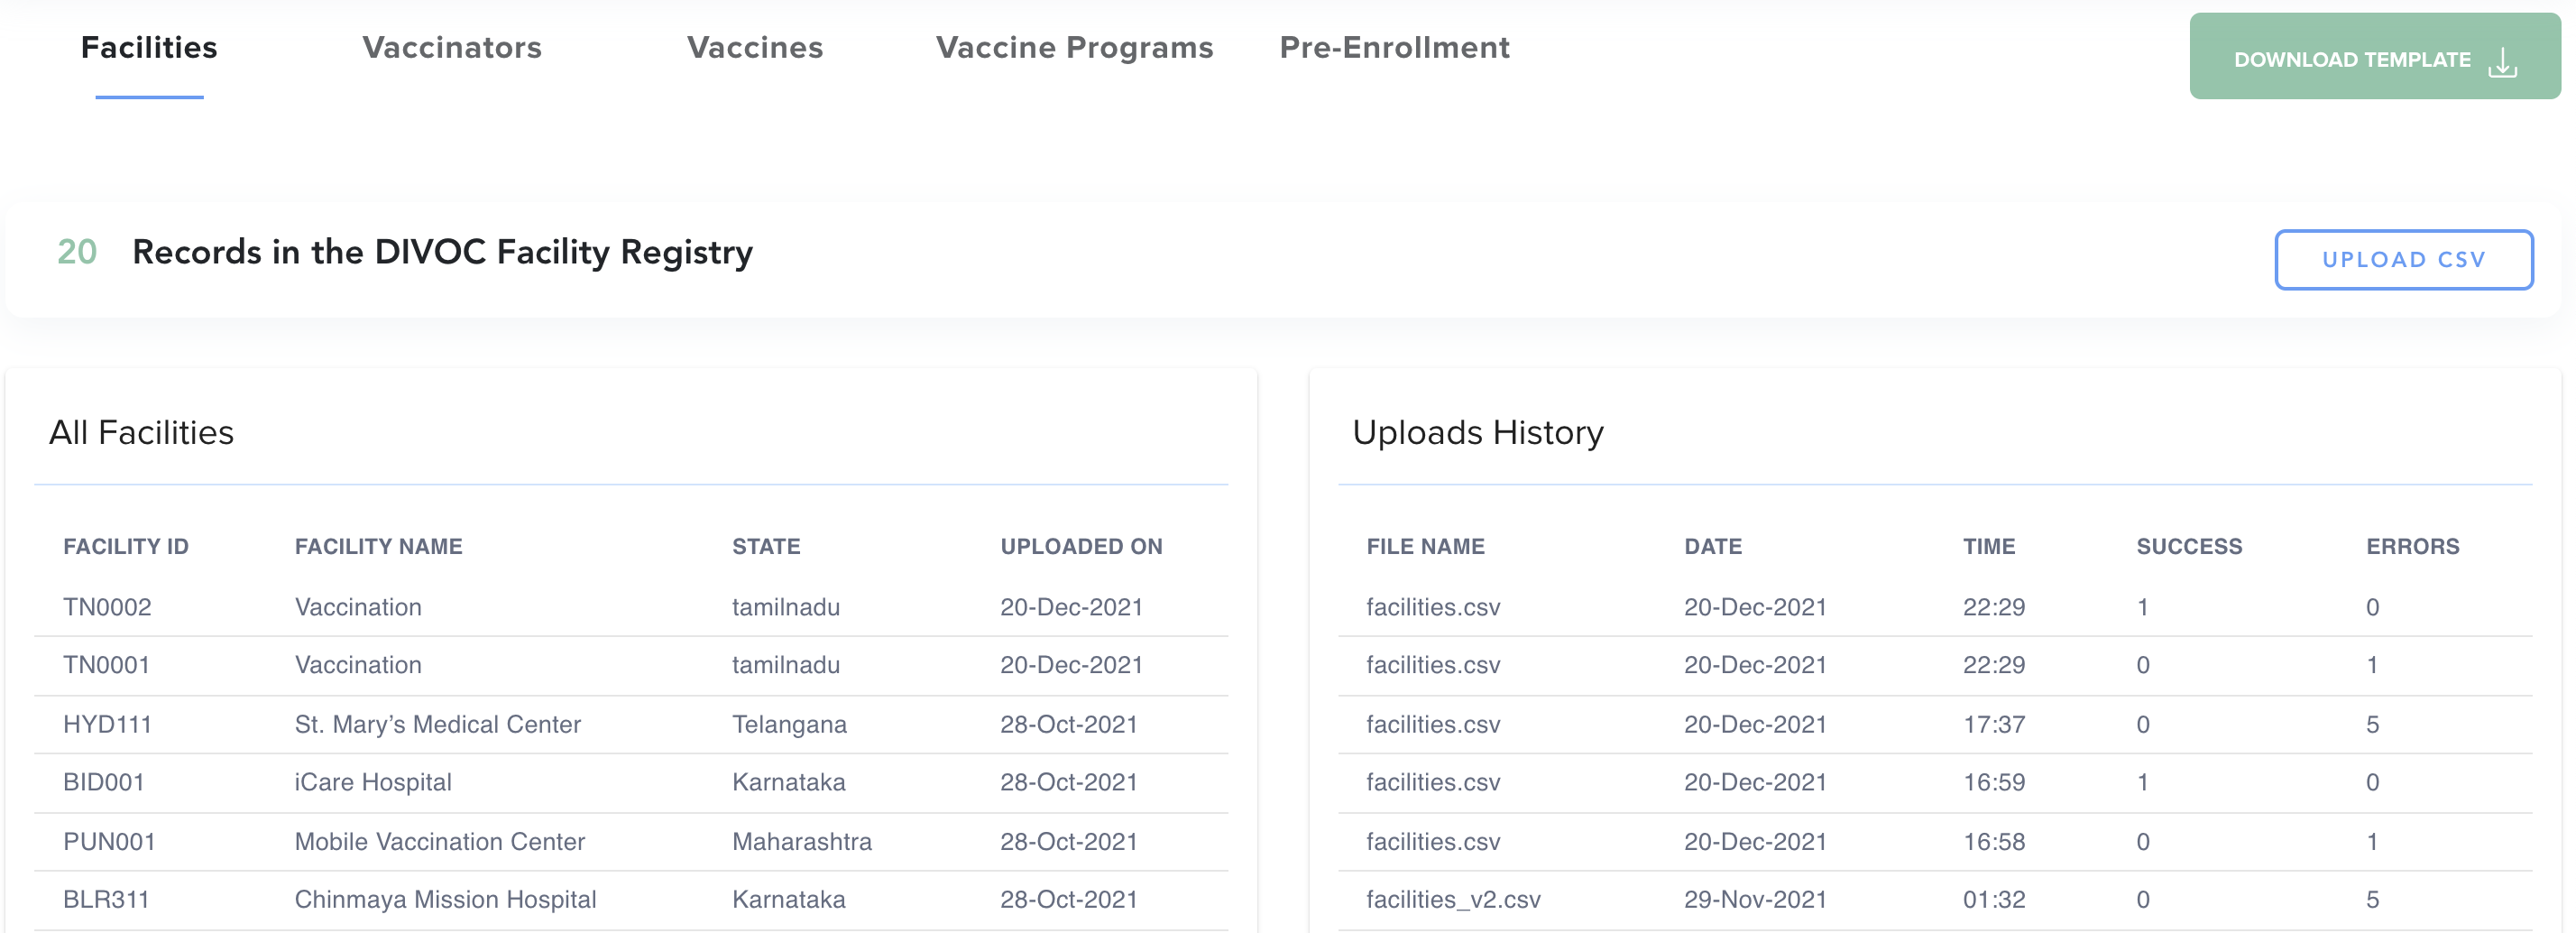 Facilities Vaccinators Vaccines Vaccine Programs Pre-Enrollment DOWNLOAD TEMPLATE
20 Records in the DIVOC Facility Registry UPLOAD CSV
All Facilities
FACILITY ID FACILITY NAME STATE UPLOADED ON
TN0002 Vaccination tamilnadu 20-Dec-2021
TN0001 Vaccination tamilnadu 20-Dec-2021
HYD111 St. Mary’s Medical Center Telangana 28-Oct-2021
BID001 iCare Hospital Karnataka 28-Oct-2021
PUN001 Mobile Vaccination Center Maharashtra 28-Oct-2021
BLR311 Chinmaya Mission Hospital Karnataka 28-Oct-2021
Uploads History
FILE NAME DATE TIME SUCCESS ERRORS
facilities.csv 20-Dec-2021 22:29 1 0
facilities.csv 20-Dec-2021 22:29 0 1
facilities.csv 20-Dec-2021 17:37 0 5
facilities.csv 20-Dec-2021 16:59 1 0
facilities.csv 20-Dec-2021 16:58 0 1
facilities_v2.csv 29-Nov-2021 01:32 0 5